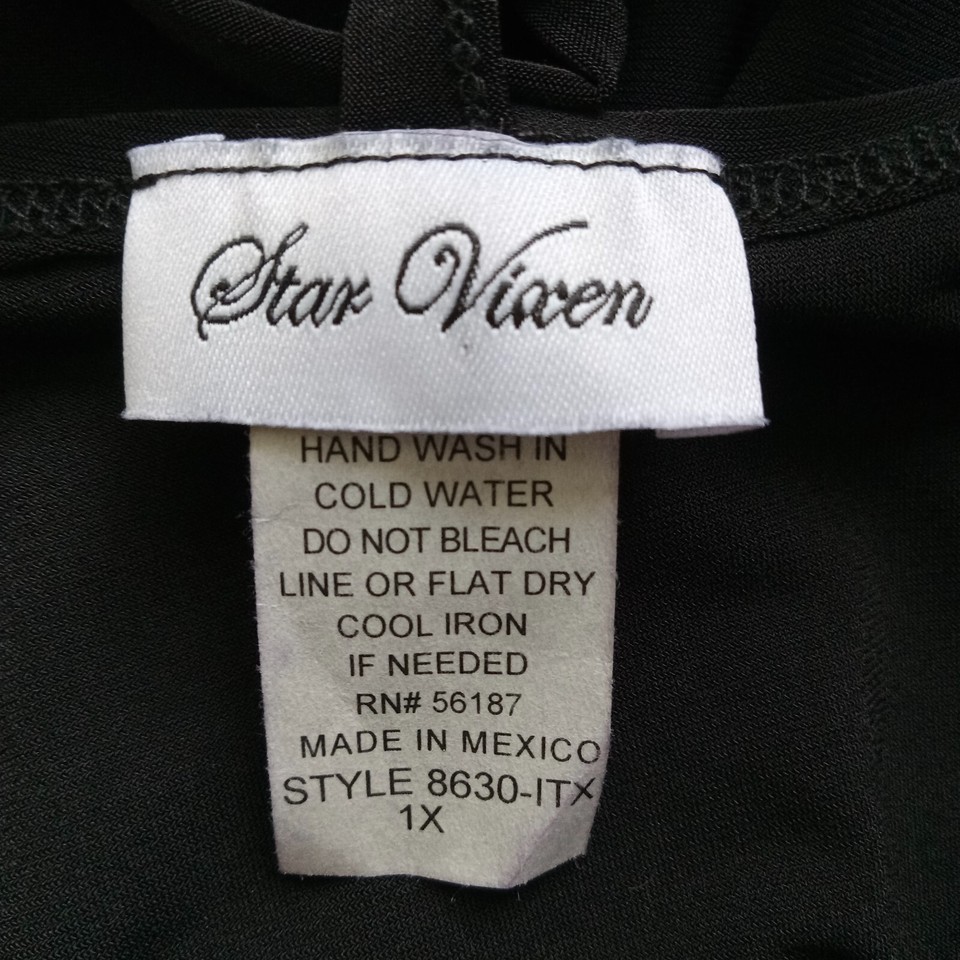 Star Vixen
HAND WASH IN
COLD WATER
DO NOT BLEACH
LINE OR FLAT DRY
COOL IRON
IF NEEDED
RN# 56187
MADE IN MEXICO
STYLE 8630-ITX
1X